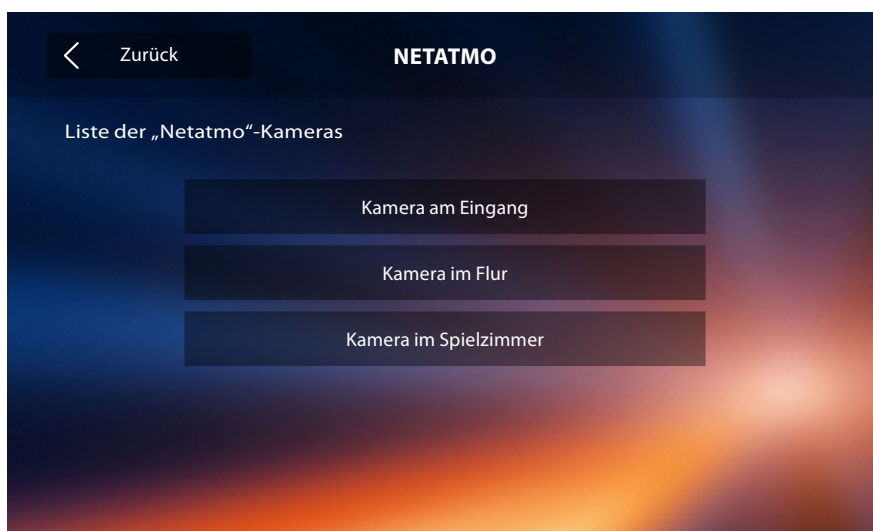 Zurück
NETATMO
Liste der „Netatmo“-Kameras
Kamera am Eingang
Kamera im Flur
Kamera im Spielzimmer